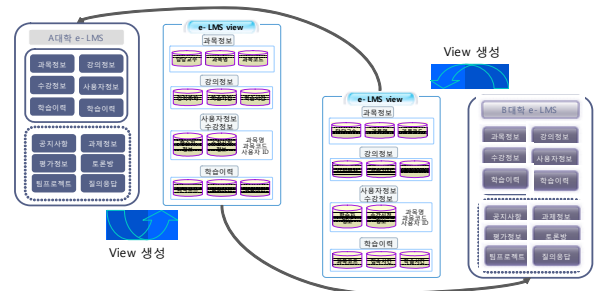 A대학 e- LMS
과목정보 강의정보
수강정보 사용자정보
학습이력 학습이력
공지사항 과제정보
평가정보 토론방
팀프로젝트 질의응답
View 생성
e- LMS view
과목정보
담당교수 과목명 과목코드
강의정보
사용자정보
수강정보
과목명
과목코드
사용자 ID
학습이력
e- LMS view
과목정보
강의정보
사용자정보
수강정보
과목명
과목코드
사용자 ID
학습이력
View 생성
B대학 e- LMS
과목정보 강의정보
수강정보 사용자정보
학습이력 학습이력
공지사항 과제정보
평가정보 토론방
팀프로젝트 질의응답